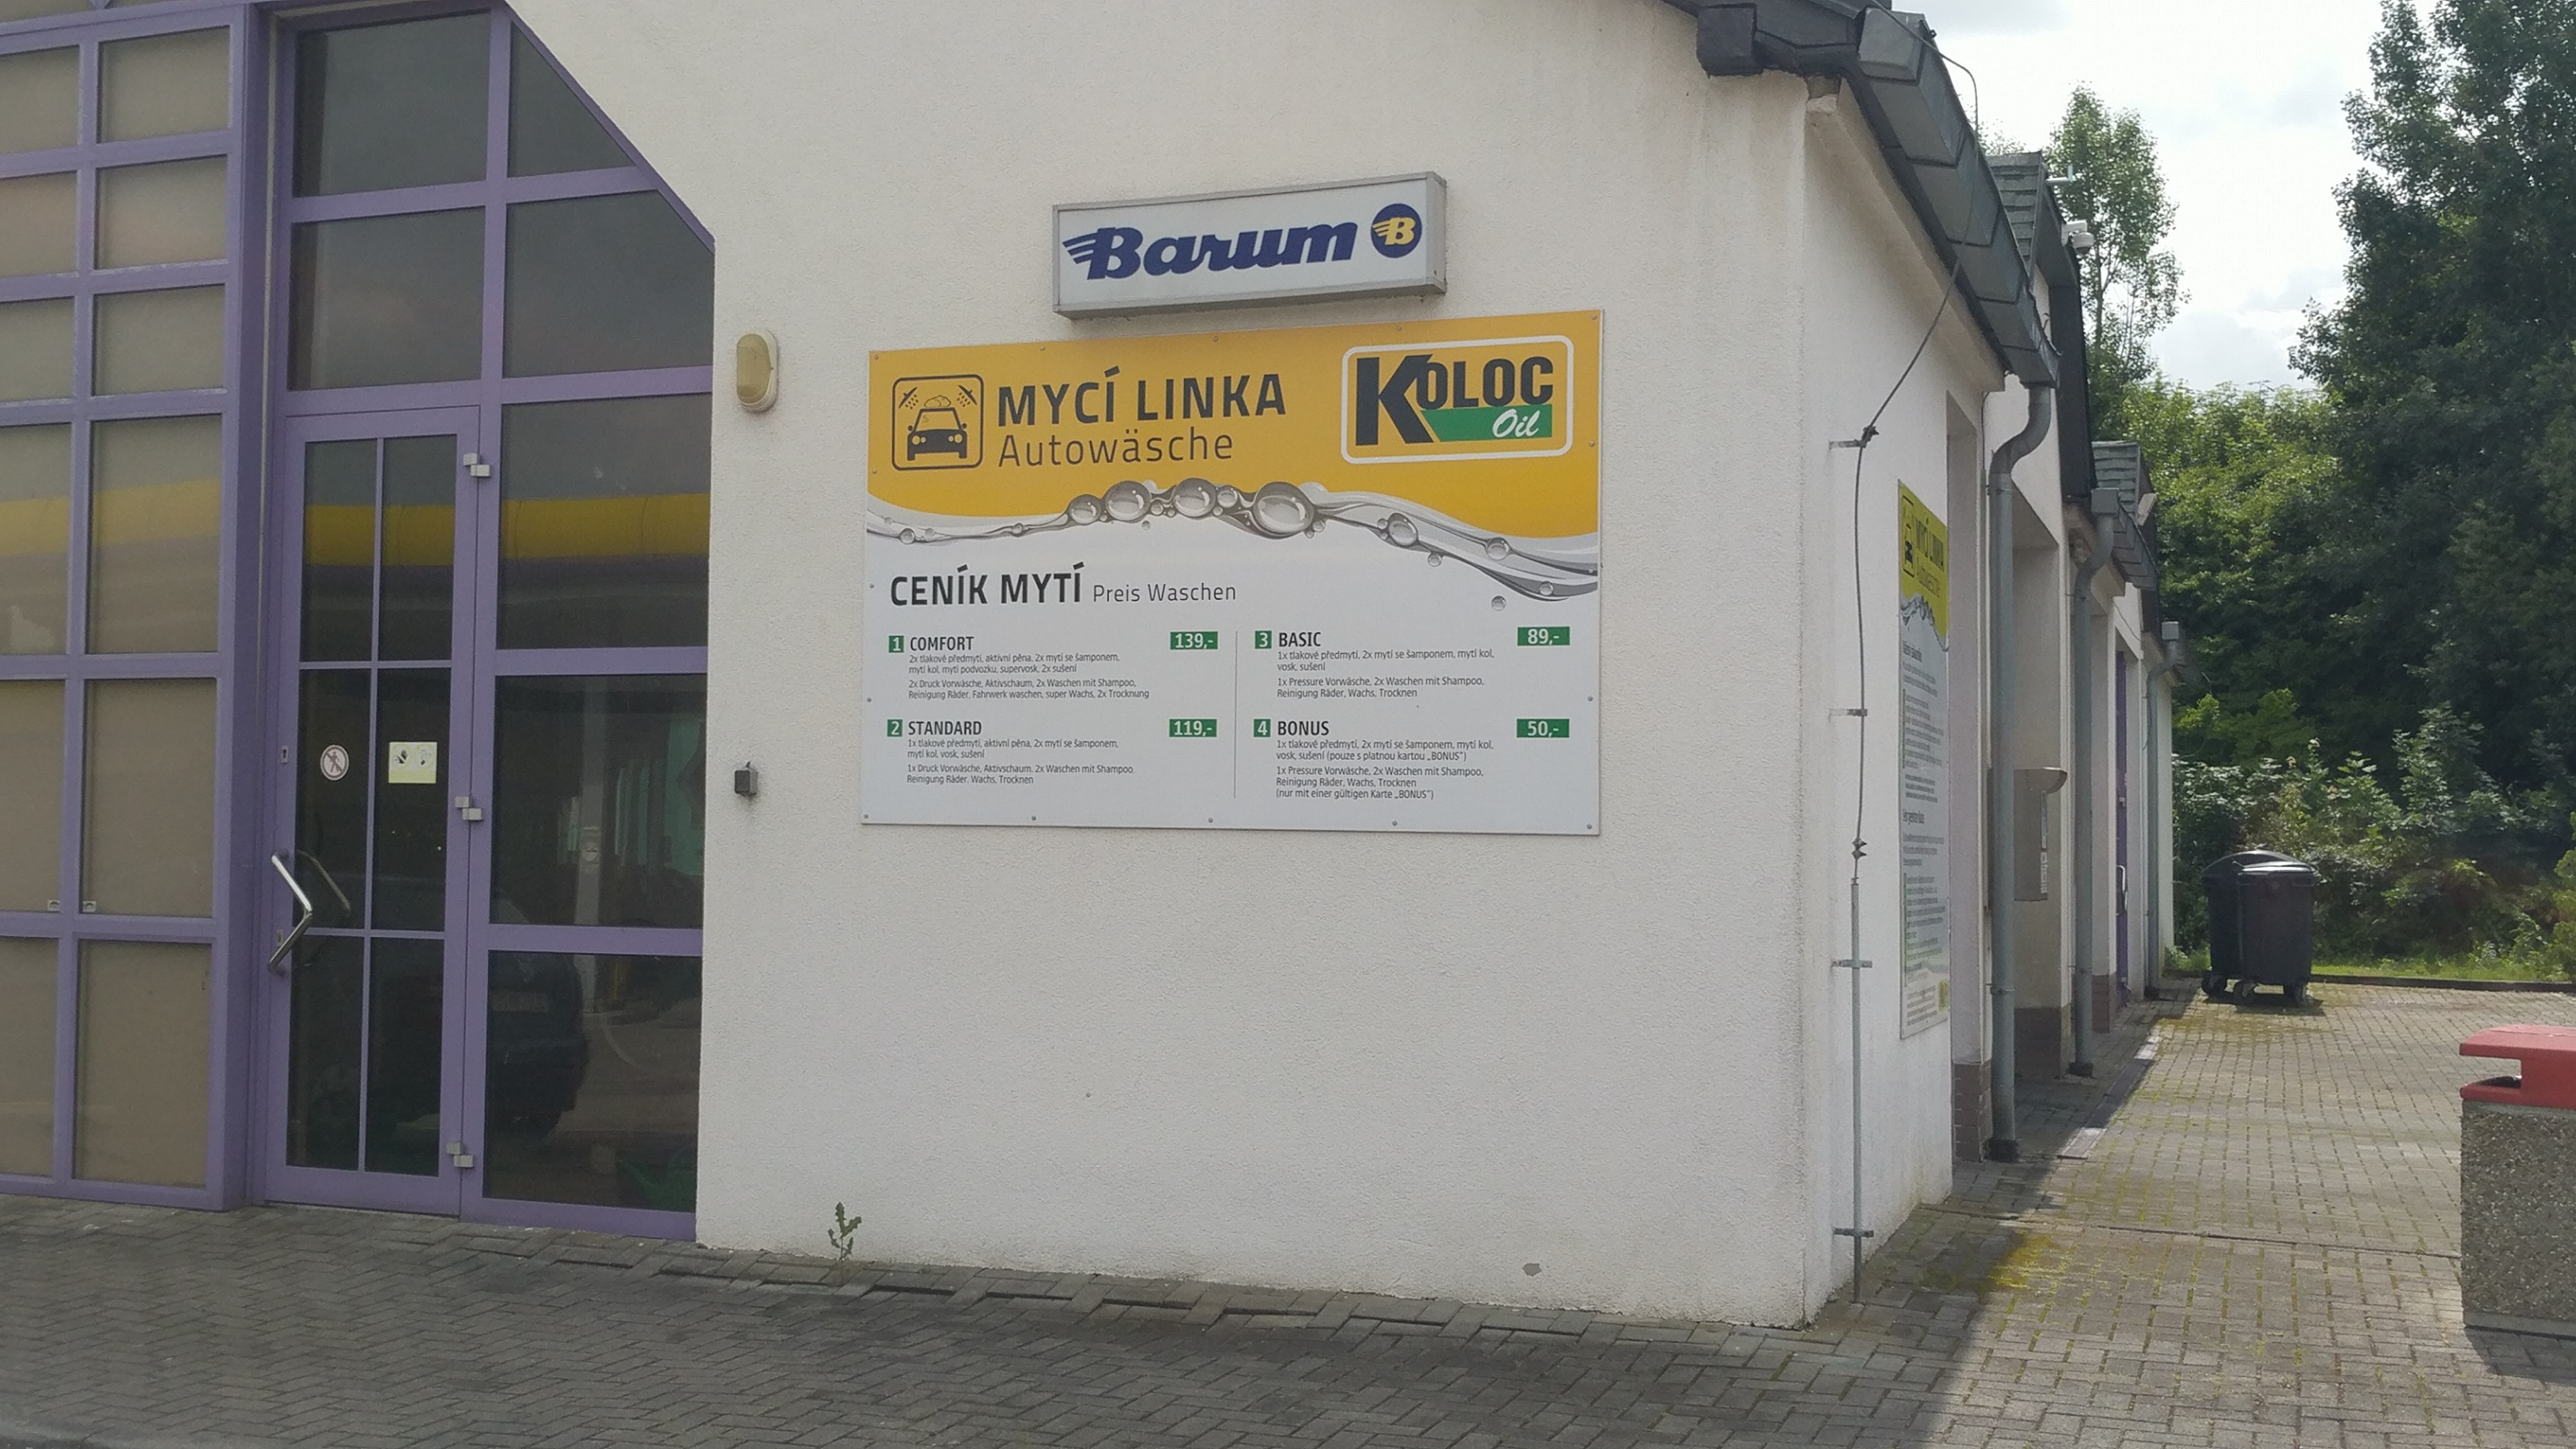 Barum B
MYCÍ LINKA
Autowäsche
KOLOC
Oil
CENÍK MYTÍ Preis Waschen
1 COMFORT 139,-
2x tlakové předmytí, aktivní pěna, 2x mytí se šamponem,
mytí kol, mytí podvozku, supervosk, 2x sušení
2x Druck Vorwäsche, Aktivschaum, 2x Waschen mit Shampoo,
Reinigung Räder, Fahrwerk waschen, super Wachs, 2x Trocknung
2 STANDARD 119,-
1x tlakové předmytí, aktivní pěna, 2x mytí se šamponem,
mytí kol, vosk, sušení
1x Druck Vorwäsche, Aktivschaum. 2x Waschen mit Shampoo.
Reinigung Räder. Wachs, Trocknen
3 BASIC 89,-
1x tlakové předmytí, 2x mytí se šamponem, mytí kol,
vosk, sušení
1x Pressure Vorwäsche, 2x Waschen mit Shampoo,
Reinigung Räder, Wachs, Trocknen
4 BONUS 50,-
1x tlakové předmytí, 2x mytí se šamponem, mytí kol,
vosk, sušení (pouze s platnou kartou „BONUS")
1x Pressure Vorwäsche, 2x Waschen mit Shampoo,
Reinigung Räder, Wachs, Trocknen
(nur mit einer gültigen Karte „BONUS")
MYCÍ LINKA
Autowäsche